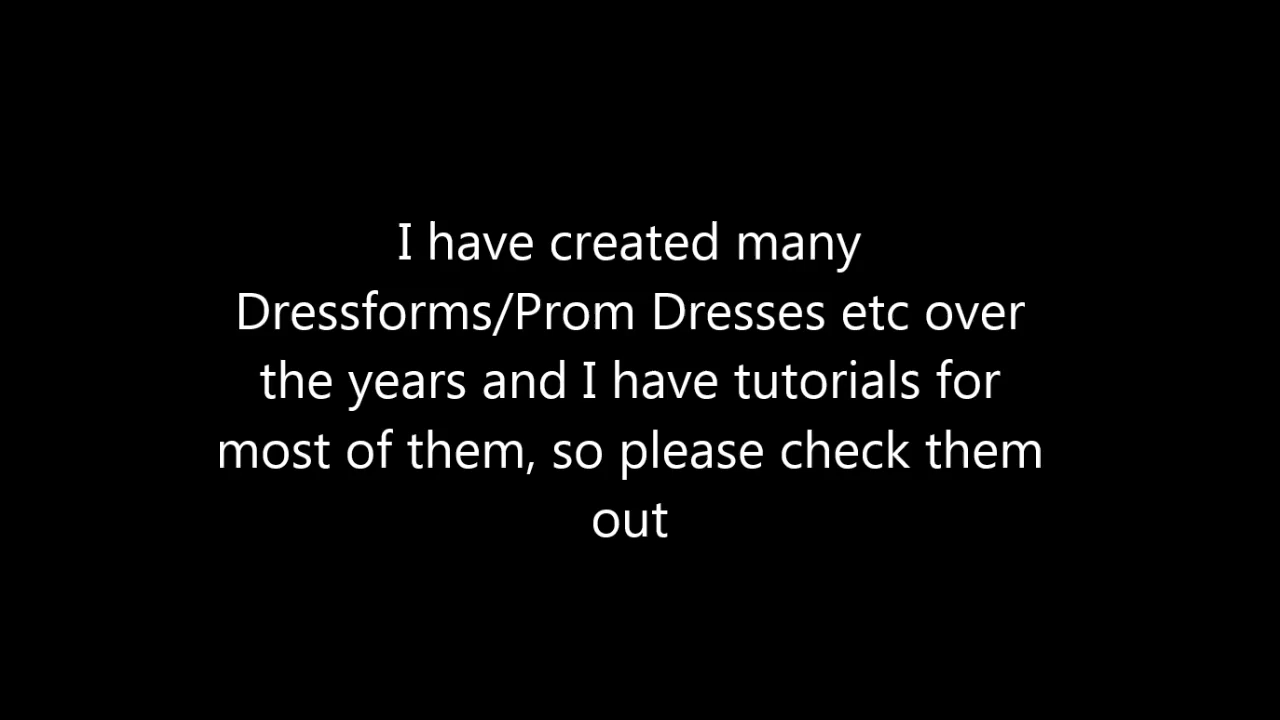 I have created many
Dressforms/Prom Dresses etc over
the years and I have tutorials for
most of them, so please check them
out